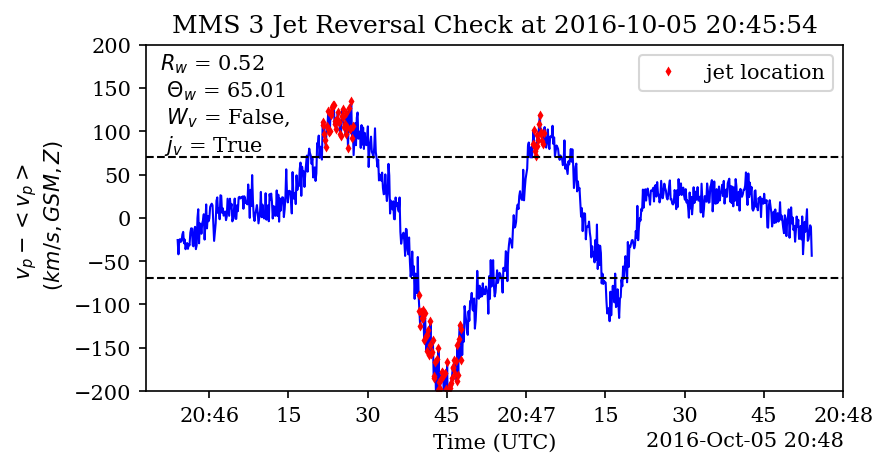 MMS 3 Jet Reversal Check at 2016-10-05 20:45:54
R_w = 0.52
Θ_w = 65.01
W_v = False,
j_v = True
jet location
v_p − < v_p >
(km/s, GSM, Z)
200
150
100
50
0
−50
−100
−150
−200
20:46 15 30 45 20:47 15 30 45 20:48
Time (UTC)
2016-Oct-05 20:48